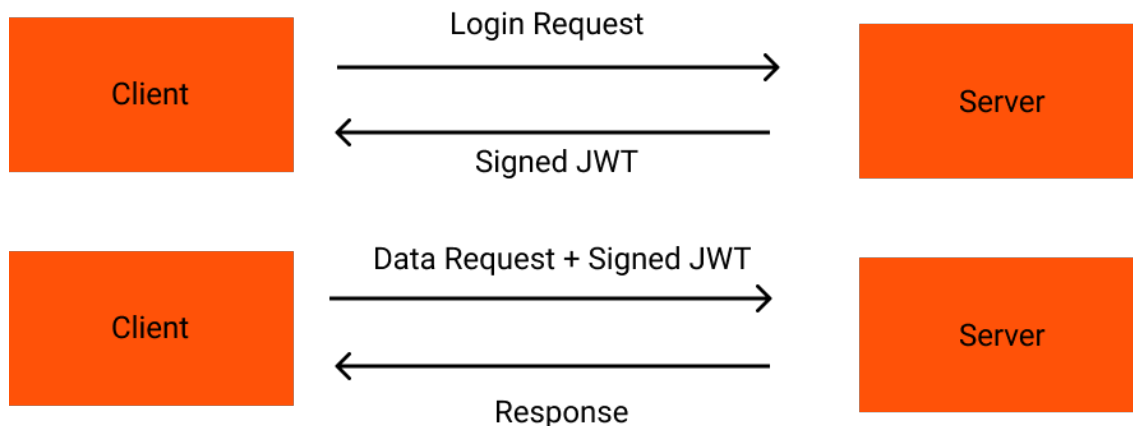 Login Request
Client
Server
Signed JWT
Data Request + Signed JWT
Client
Server
Response